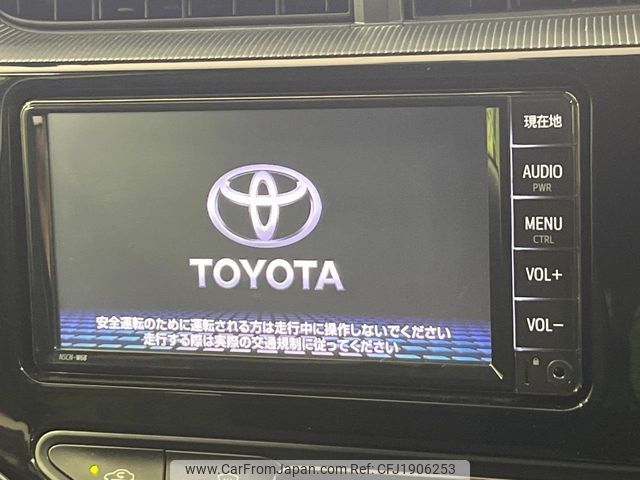 現在地
AUDIO
PWR
MENU
CTRL
VOL+
VOL−
TOYOTA
安全運転のために運転される方は走行中に操作しないでください
走行する際は実際の交通規制に従ってください
NSCN-W68
www.CarFromJapan.com - CFJ1906253